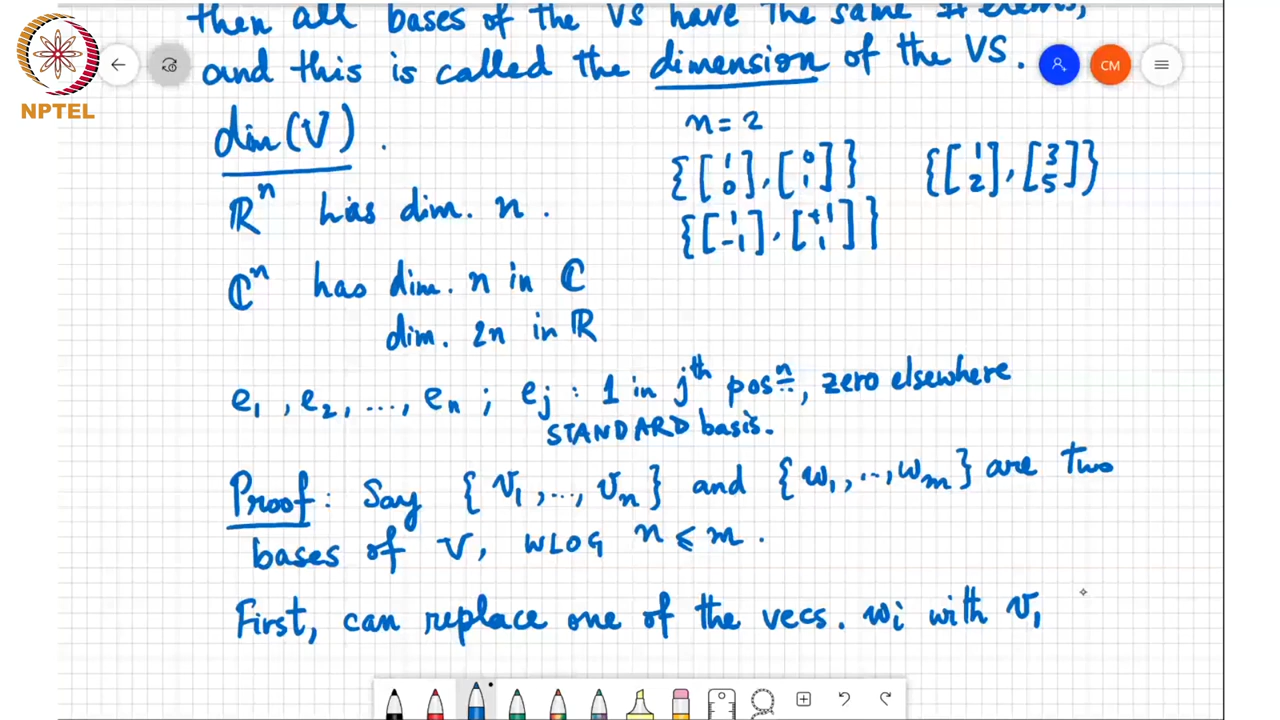 then all bases of the VS have the same # elems,
and this is called the dimension of the VS.
NPTEL
CM
dim(V).
n = 2
{[1 0], [0 1]} {[1 2], [3 5]}
ℝⁿ has dim. n.
{[1 -1], [+1 1]}
ℂⁿ has dim. n in ℂ
dim. 2n in ℝ
e₁, e₂, ..., eₙ ; eⱼ : 1 in jᵗʰ posⁿ, zero elsewhere
STANDARD basis.
Proof: Say {v₁, ..., vₙ} and {w₁, ..., wₘ} are two
bases of V, WLOG n ≤ m.
First, can replace one of the vecs. wᵢ with v₁